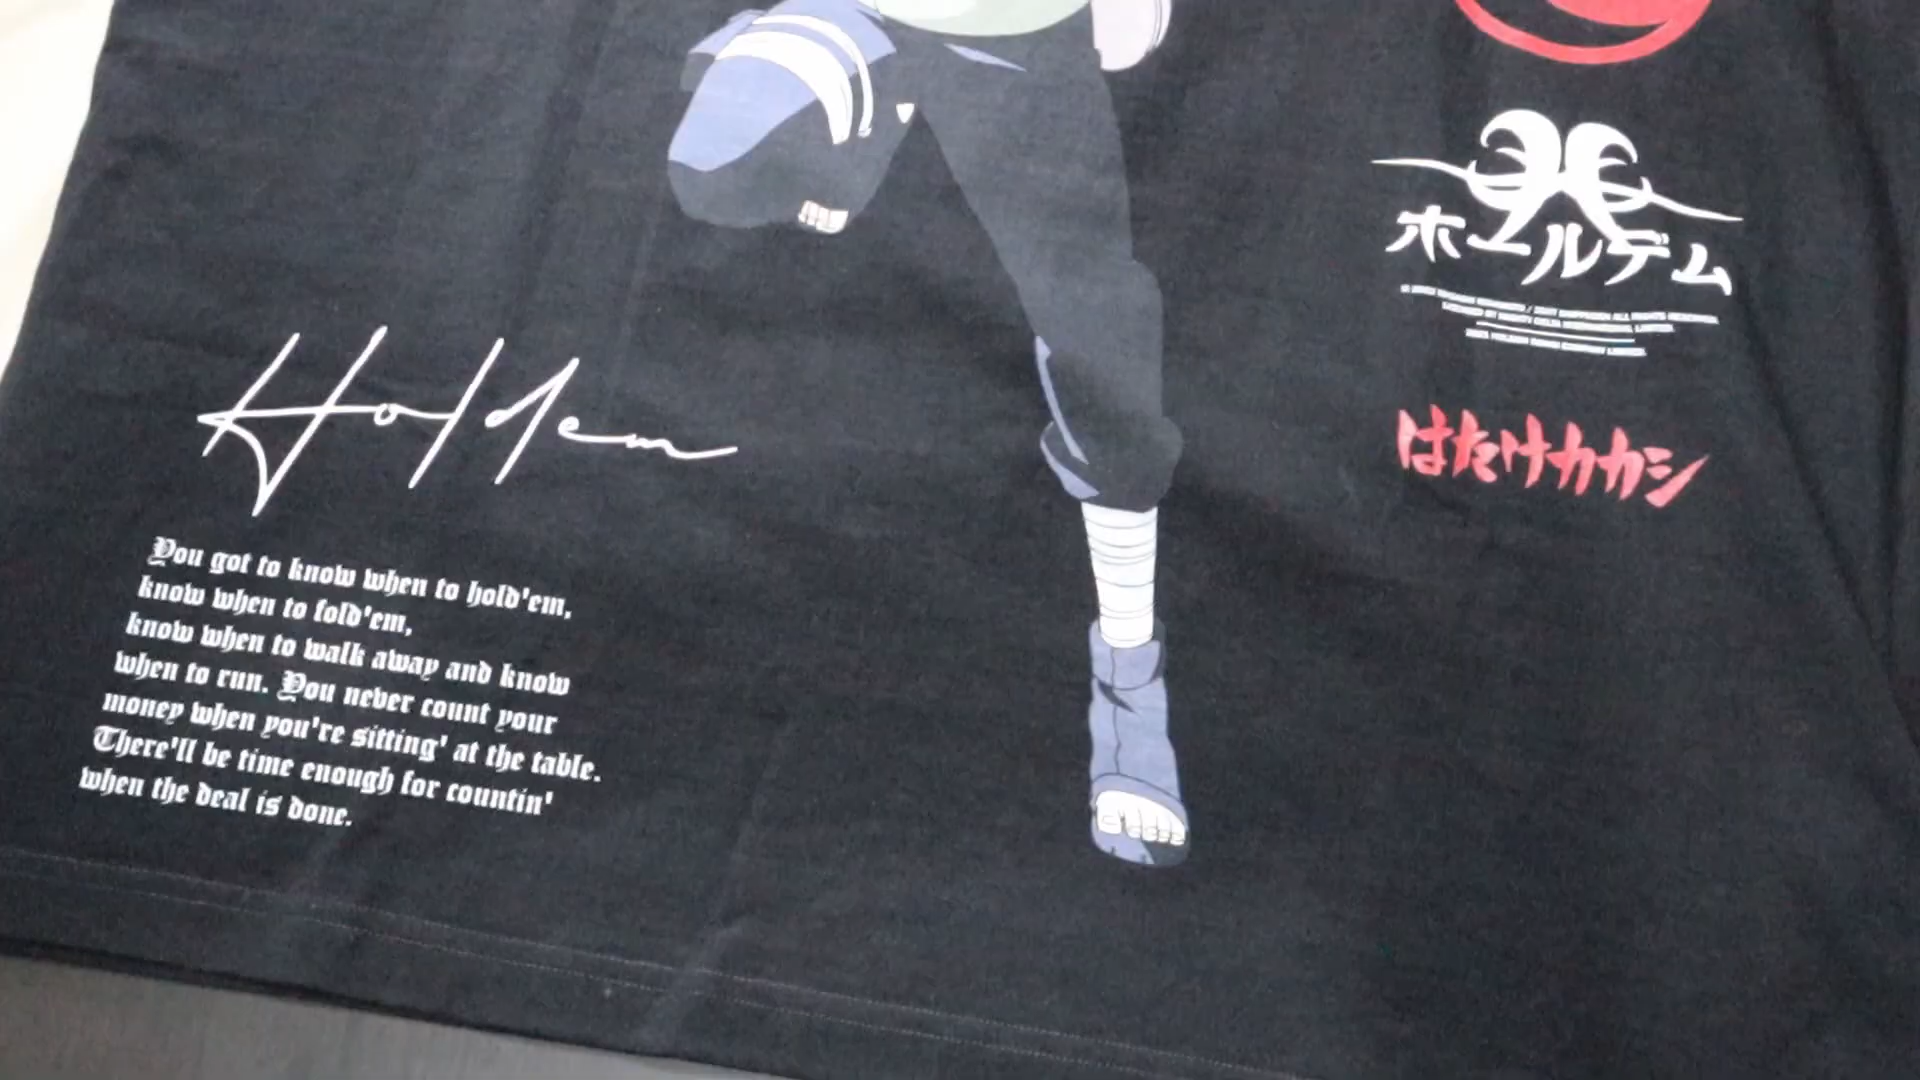 Holdem
You got to know when to hold'em,
know when to fold'em,
know when to walk away and know
when to run. You never count your
money when you're sitting' at the table.
There'll be time enough for countin'
when the deal is done.
ホールデム
ALL RIGHTS RESERVED.
はたけカカシ